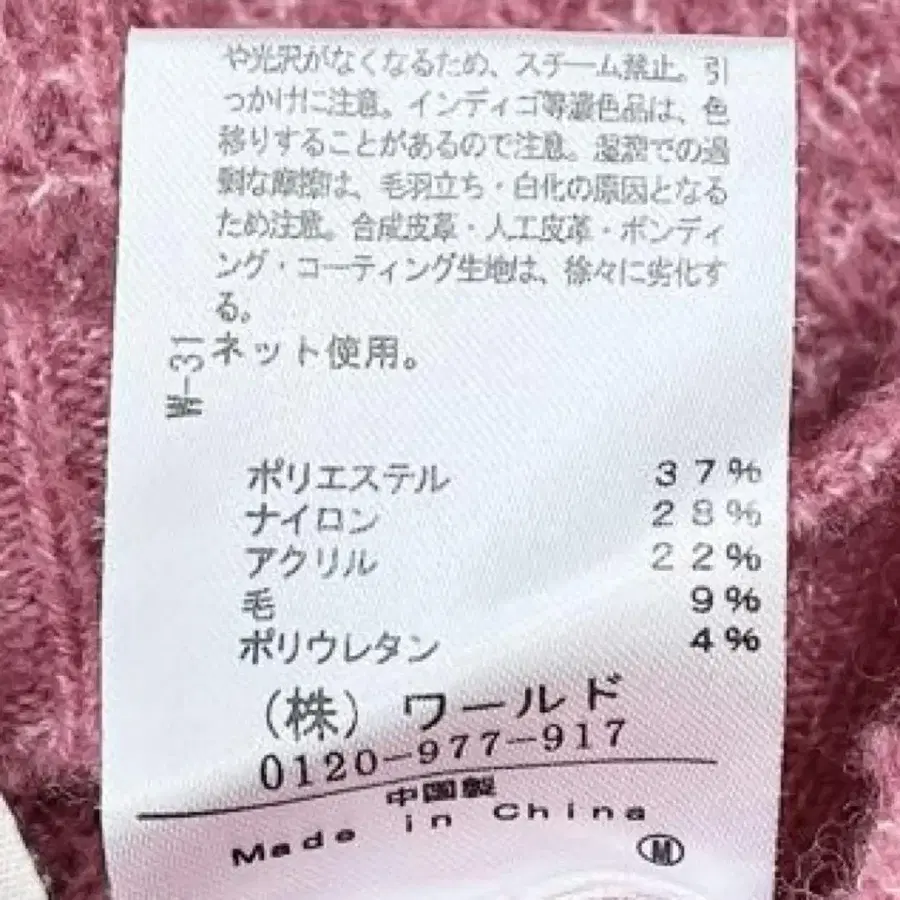 や光沢がなくなるため、スチーム禁止。引
っかけに注意。インディゴ等濃色品は、色
移りすることがあるので注意。湿潤での過
剰な摩擦は、毛羽立ち・白化の原因となる
ため注意。合成皮革・人工皮革・ボンディ
ング・コーティング生地は、徐々に劣化す
る。
ネット使用。
W-31
ポリエステル 37%
ナイロン 28%
アクリル 22%
毛 9%
ポリウレタン 4%
(株) ワールド
0120-977-917
中国製
Made in China
M